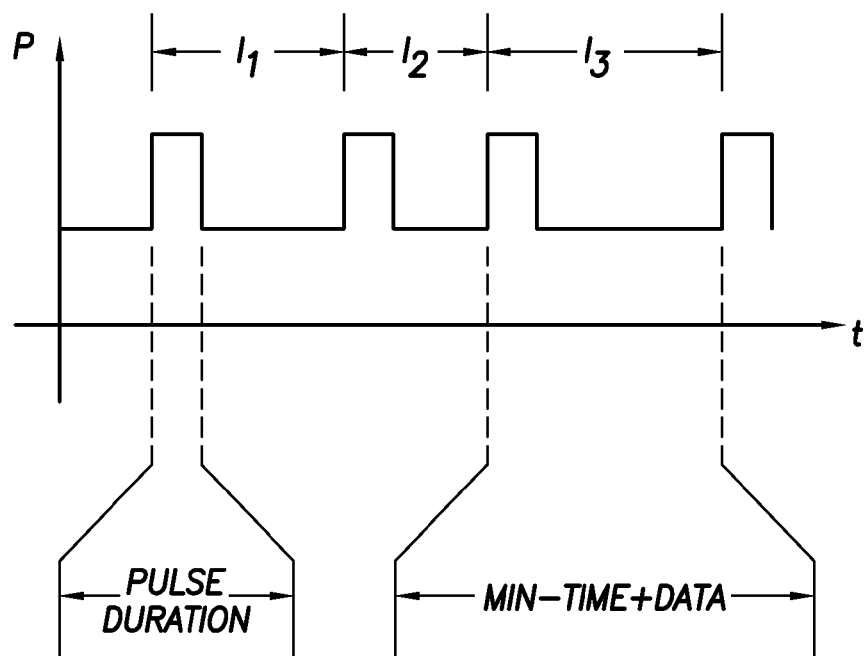 P
I1
I2
I3
t
PULSE
DURATION
MIN-TIME+DATA